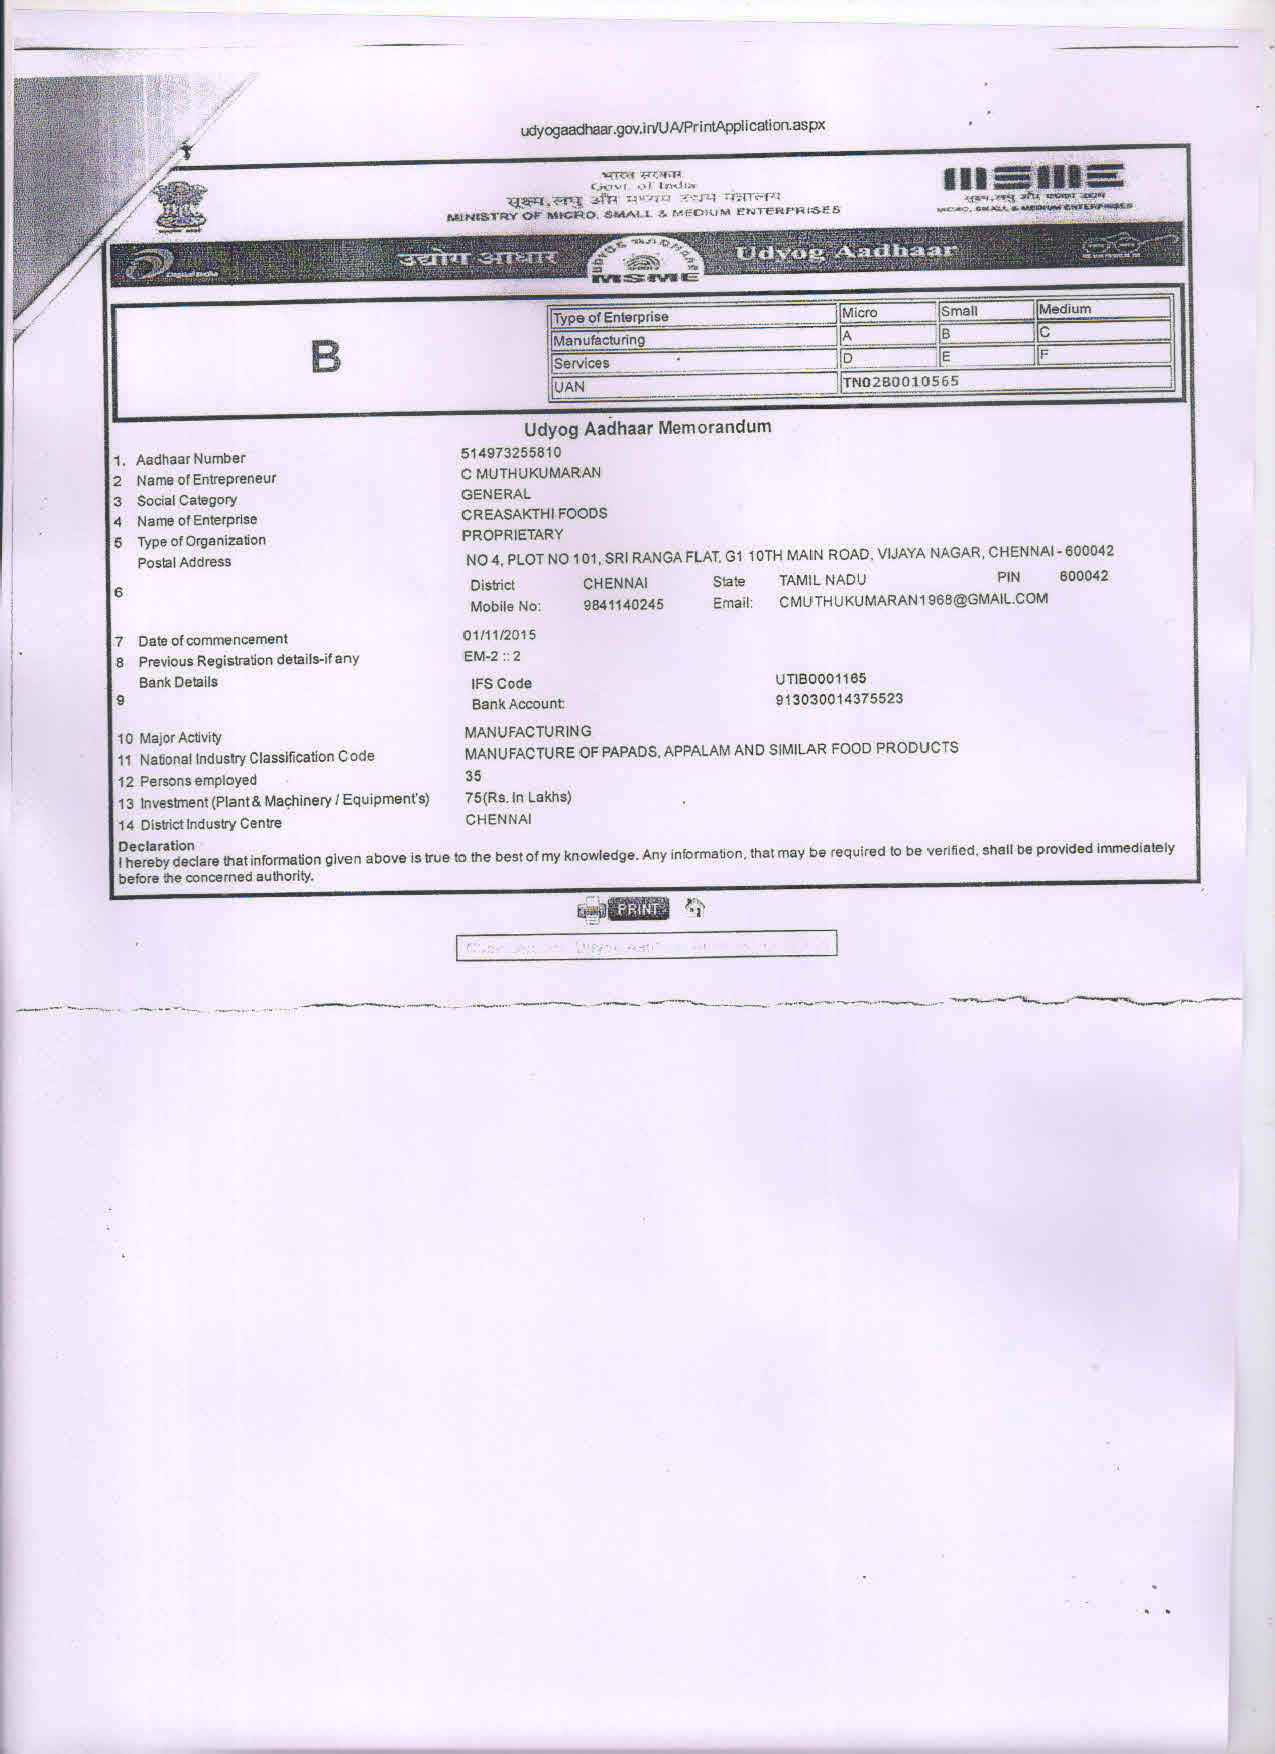 udyogaadhaar.gov.in/UA/PrintApplication.aspx
भारत सरकार
Govt. of India
सूक्ष्म, लघु और मध्यम उद्यम मंत्रालय
MINISTRY OF MICRO, SMALL & MEDIUM ENTERPRISES
MSME
सूक्ष्म, लघु और मध्यम उद्यम
MICRO, SMALL & MEDIUM ENTERPRISES
Digital India
उद्योग आधार
UDYOG AADHAAR
MSME
Udyog Aadhaar
B
Type of Enterprise Micro Small Medium
Manufacturing A B C
Services D E F
UAN TN02B0010565
Udyog Aadhaar Memorandum
1. Aadhaar Number 514973255810
2 Name of Entrepreneur C MUTHUKUMARAN
3 Social Category GENERAL
4 Name of Enterprise CREASAKTHI FOODS
5 Type of Organization PROPRIETARY
Postal Address NO 4, PLOT NO 101, SRI RANGA FLAT, G1 10TH MAIN ROAD, VIJAYA NAGAR, CHENNAI - 600042
6 District CHENNAI State TAMIL NADU PIN 600042
Mobile No: 9841140245 Email: CMUTHUKUMARAN1968@GMAIL.COM
7 Date of commencement 01/11/2015
8 Previous Registration details-if any EM-2 :: 2
Bank Details IFS Code UTIB0001165
9 Bank Account: 913030014375523
10 Major Activity MANUFACTURING
11 National Industry Classification Code MANUFACTURE OF PAPADS, APPALAM AND SIMILAR FOOD PRODUCTS
12 Persons employed 35
13 Investment (Plant & Machinery / Equipment's) 75(Rs. In Lakhs)
14 District Industry Centre CHENNAI
Declaration
I hereby declare that information given above is true to the best of my knowledge. Any information, that may be required to be verified, shall be provided immediately
before the concerned authority.
PRINT